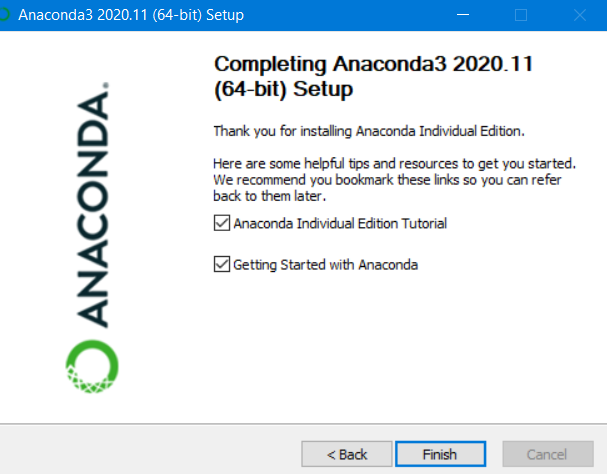 Anaconda3 2020.11 (64-bit) Setup
Completing Anaconda3 2020.11
(64-bit) Setup
Thank you for installing Anaconda Individual Edition.
Here are some helpful tips and resources to get you started.
We recommend you bookmark these links so you can refer
back to them later.
Anaconda Individual Edition Tutorial
Getting Started with Anaconda
ANACONDA.
< Back
Finish
Cancel